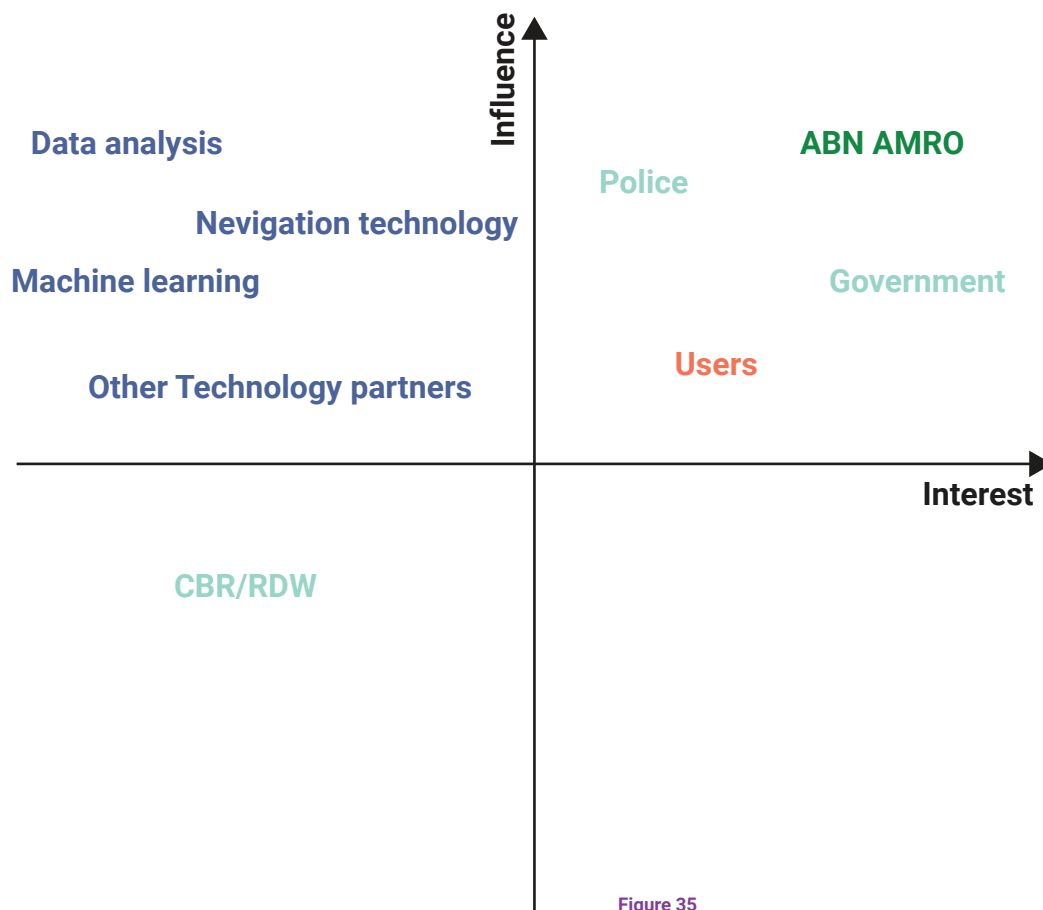 Influence
Data analysis
ABN AMRO
Police
Nevigation technology
Machine learning
Government
Users
Other Technology partners
Interest
CBR/RDW
Figure 35